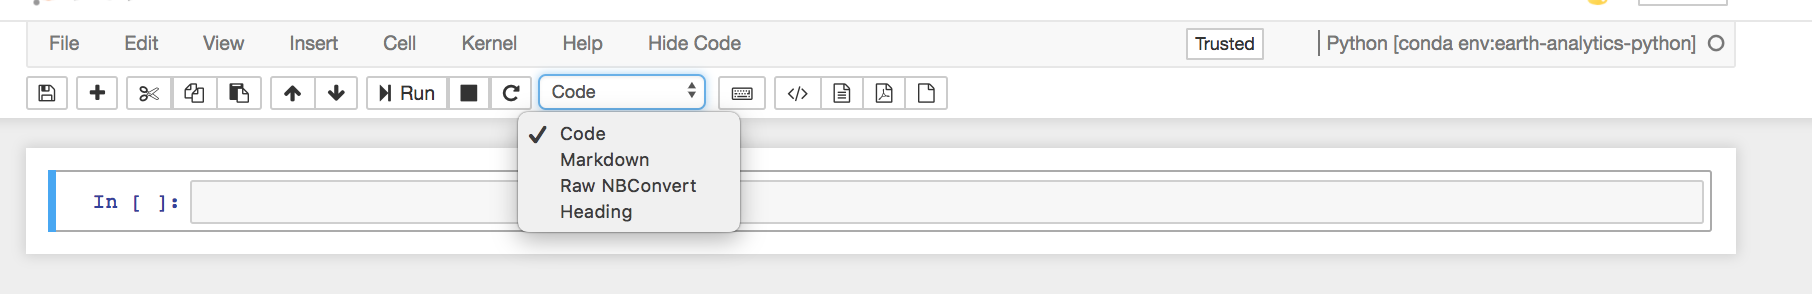 File Edit View Insert Cell Kernel Help Hide Code Trusted Python [conda env:earth-analytics-python]
Run Code </>
Code
Markdown
Raw NBConvert
Heading
In [ ]: